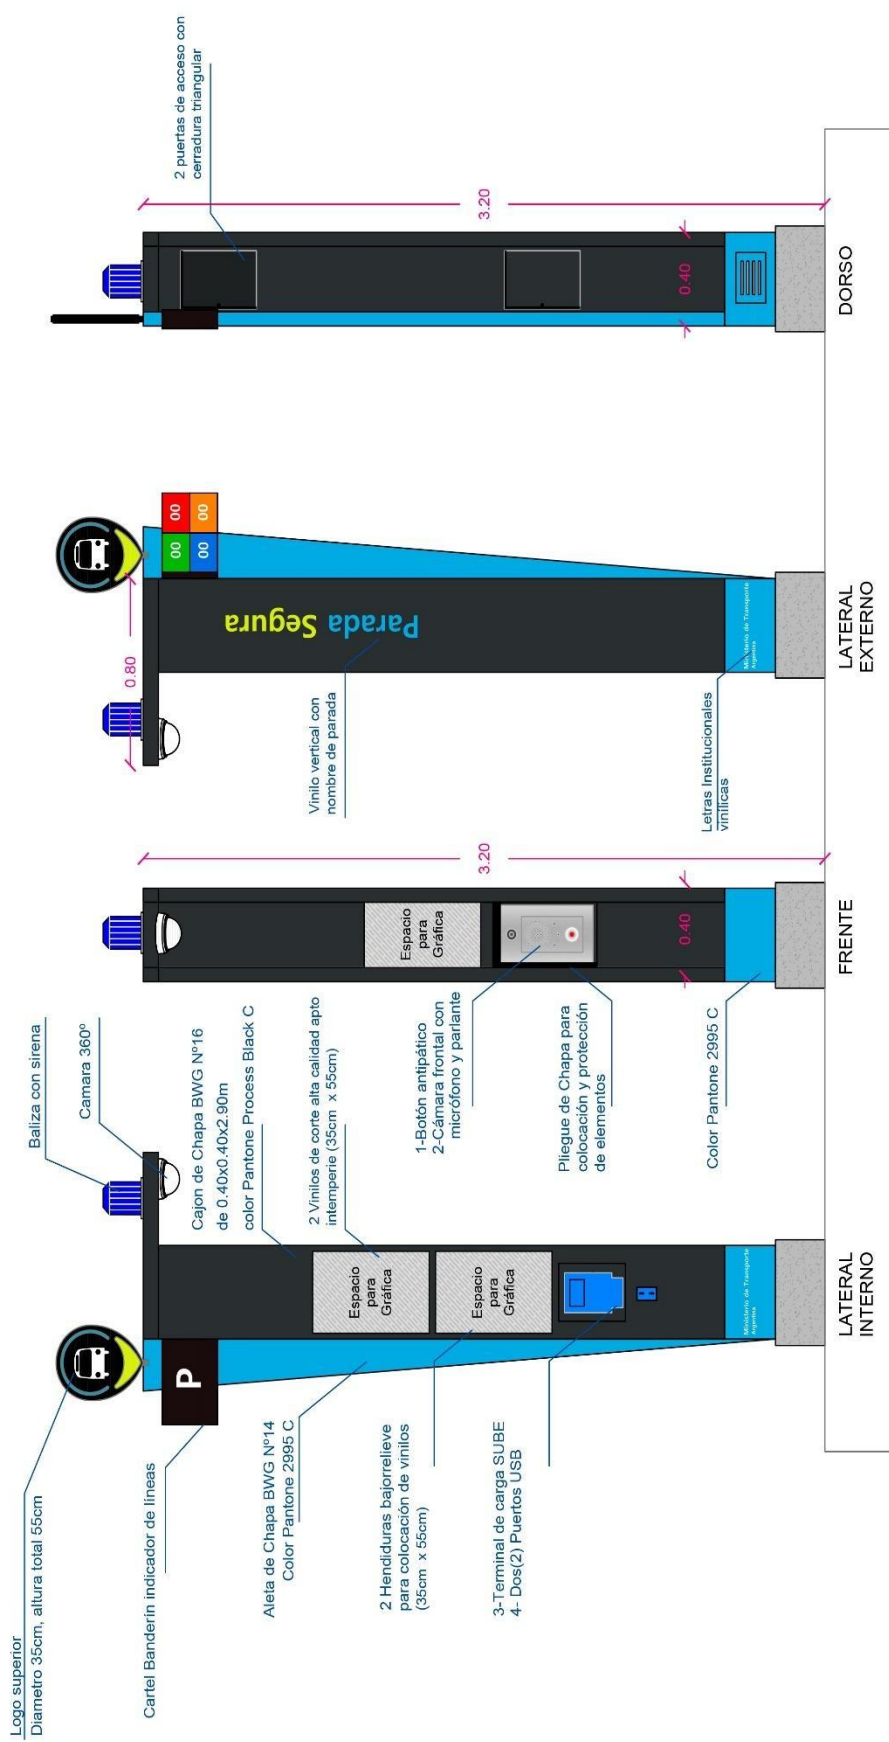 Logo superior
Diametro 35cm, altura total 55cm
Cartel Banderín indicador de líneas
Aleta de Chapa BWG Nº14
Color Pantone 2995 C
2 Hendiduras bajorrelieve
para colocación de vinilos
(35cm x 55cm)
3-Terminal de carga SUBE
4- Dos(2) Puertos USB
P
Espacio
para
Gráfica
Espacio
para
Gráfica
Ministerio de Transporte
Argentina
LATERAL
INTERNO
Baliza con sirena
Camara 360º
Cajon de Chapa BWG Nº16
de 0.40x0.40x2.90m
color Pantone Process Black C
2 Vinilos de corte alta calidad apto
intemperie (35cm x 55cm)
1-Botón antipático
2-Cámara frontal con
micrófono y parlante
Pliegue de Chapa para
colocación y protección
de elementos
Color Pantone 2995 C
Espacio
para
Gráfica
0.40
3.20
FRENTE
0.80
Vinilo vertical con
nombre de parada
Letras Institucionales
vinílicas
Parada Segura
00 00
00 00
Ministerio de Transporte
Argentina
LATERAL
EXTERNO
2 puertas de acceso con
cerradura triangular
0.40
3.20
DORSO